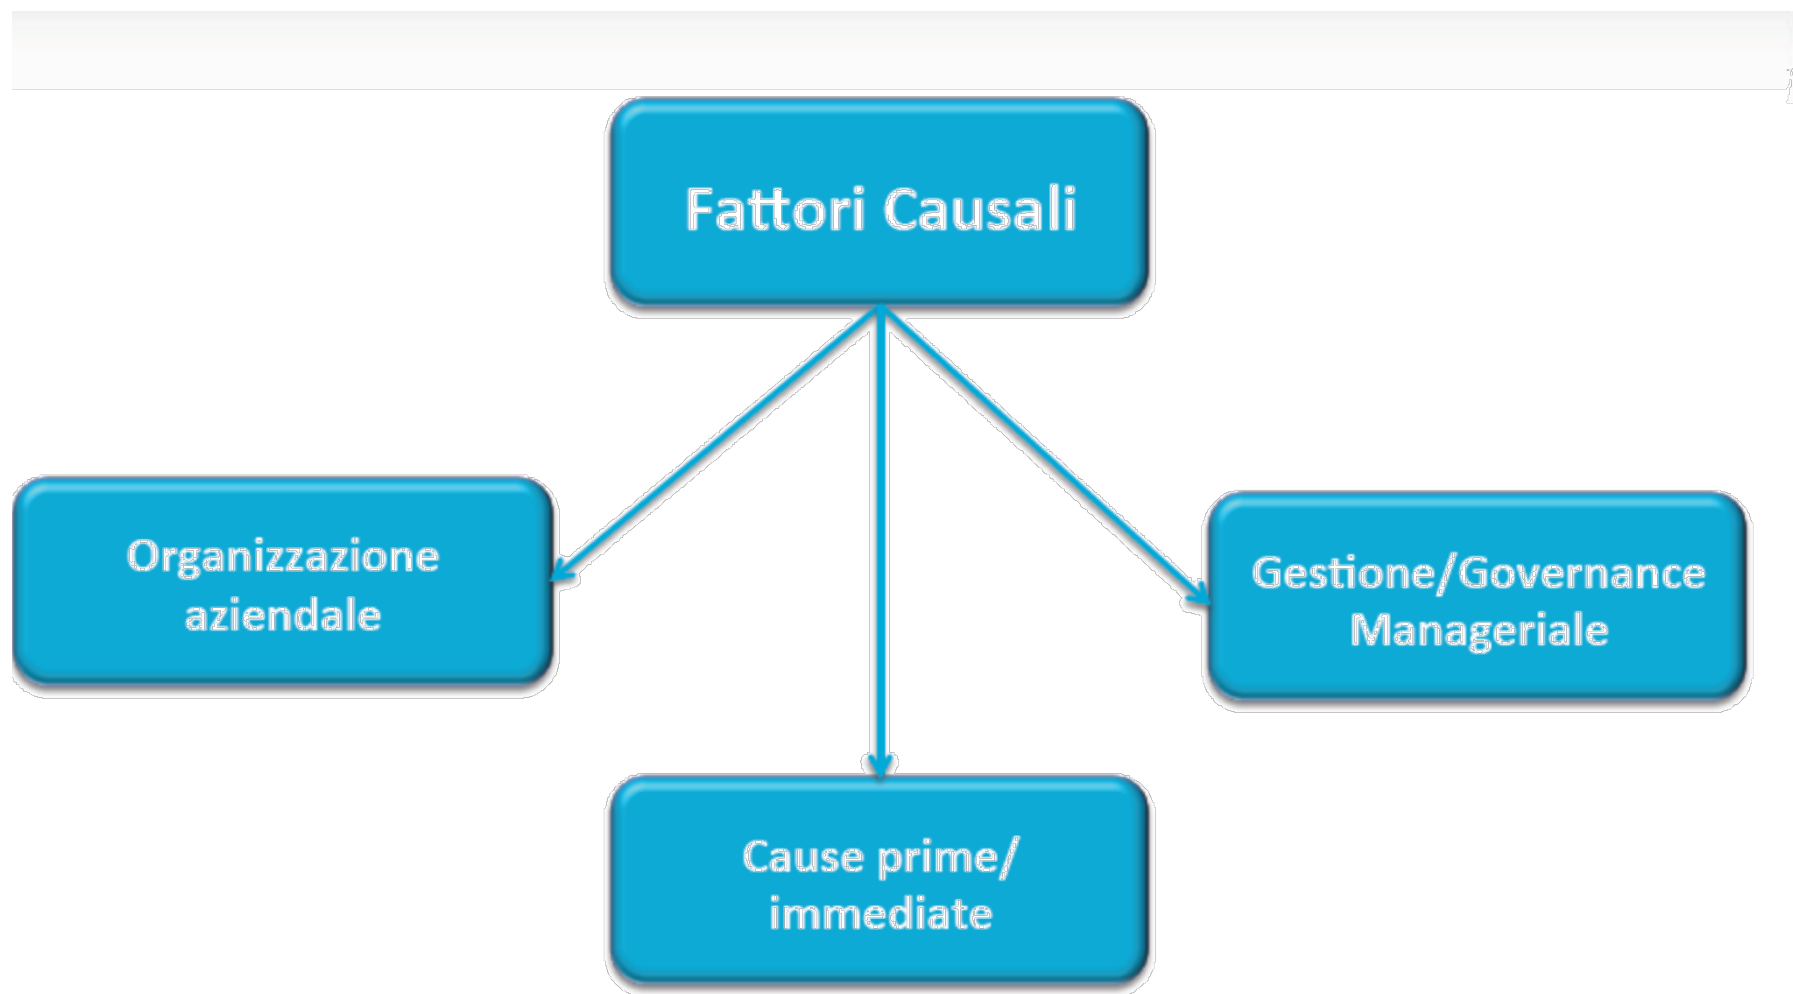 Fattori Causali
Organizzazione
aziendale
Gestione/Governance
Manageriale
Cause prime/
immediate